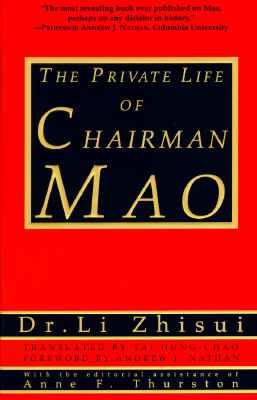 "The most revealing book ever published on Mao,
perhaps on any dictator in history."
—PROFESSOR ANDREW J. NATHAN, COLUMBIA UNIVERSITY
THE PRIVATE LIFE
OF
CHAIRMAN
MAO
Dr. Li Zhisui
TRANSLATED BY TAI HUNG-CHAO
FOREWORD BY ANDREW J. NATHAN
With the editorial assistance of
Anne F. Thurston